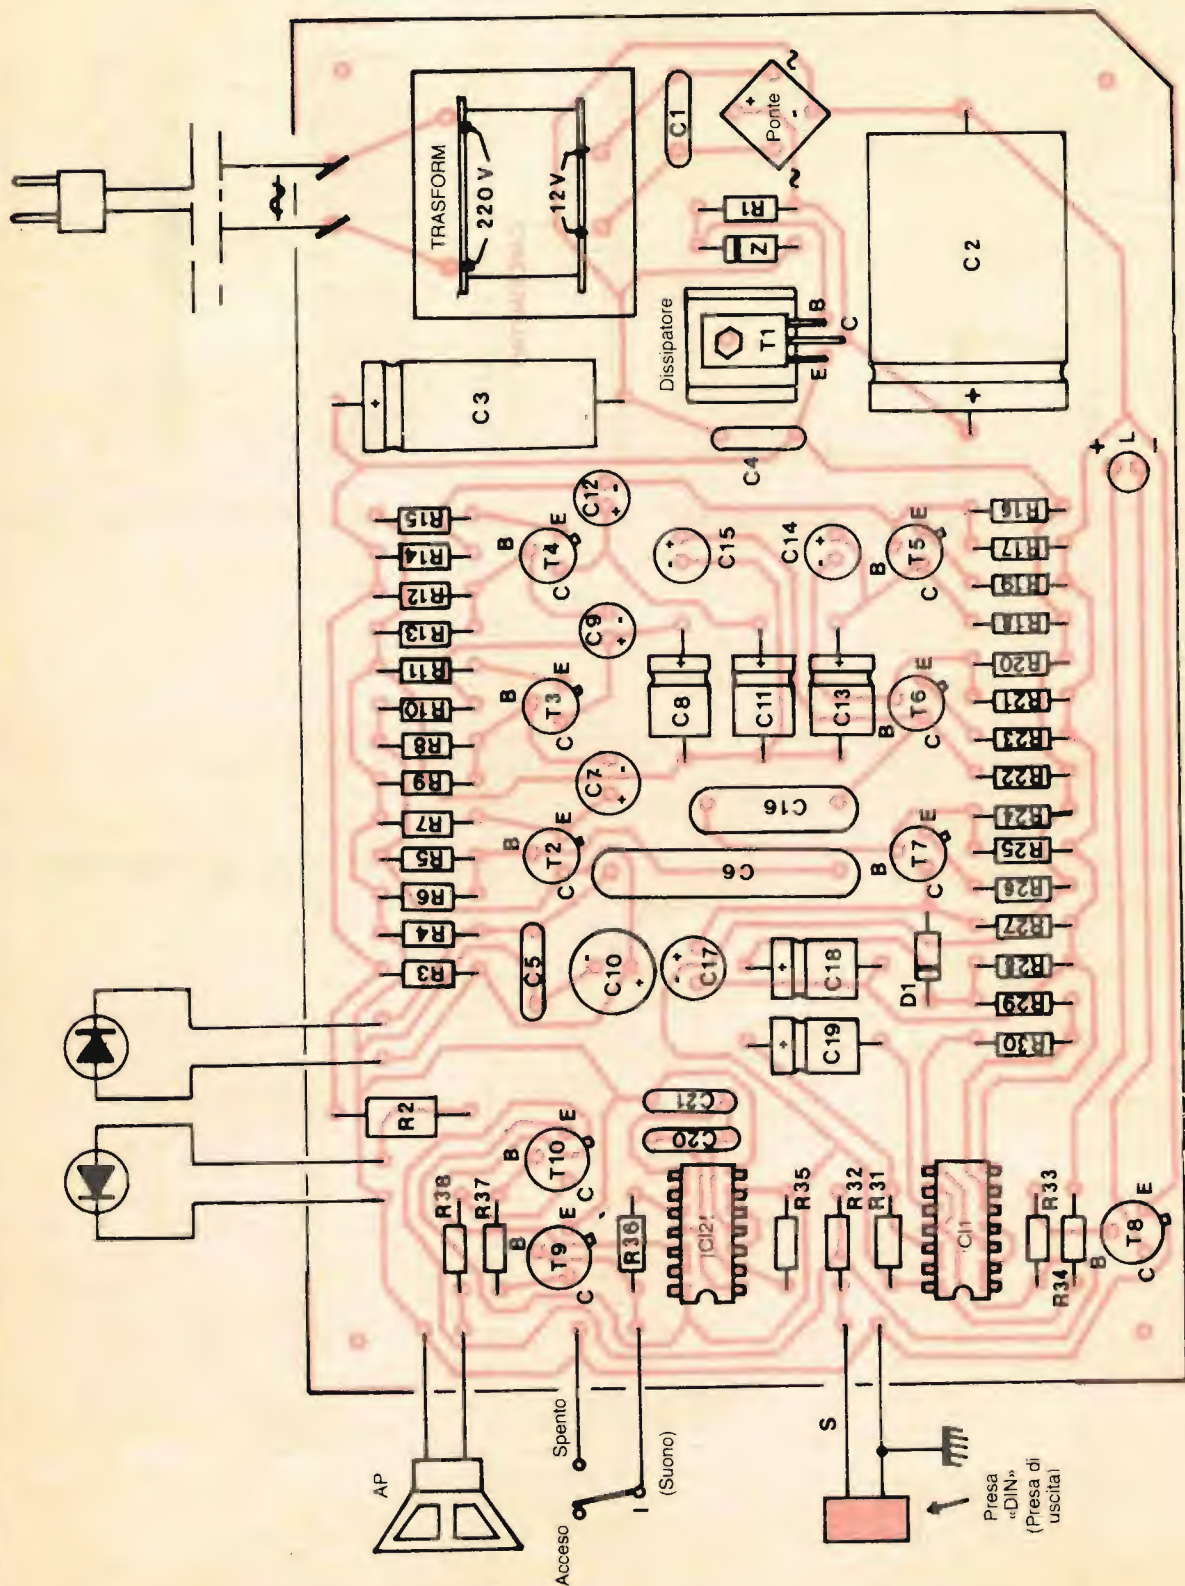 TRASFORM
220 V
12 V
C1
Ponte
+
-
~
~
R1
Z
Dissipatore
T1
E
C
B
C2
+
C3
+
C4
L
+
-
R15
R14
R12
R13
R11
R10
R8
R9
R7
R5
R6
R4
R3
B
T4
E
C
C12
+
-
C15
+
-
C14
+
-
B
T5
E
C
C9
+
-
B
T3
E
C
C8
+
C11
+
C13
+
B
T6
E
C
C7
+
-
B
T2
E
C
C16
C6
B
T7
E
C
R16
R17
R19
R18
R20
R21
R23
R22
R24
R25
R26
R27
R28
R29
R30
C5
C10
-
+
C17
+
-
C18
+
C19
+
D1
R2
C21
C20
B
T10
E
C
R38
R37
B
T9
E
C
R36
CI2
R35
R32
R31
CI1
R33
R34
B
T8
E
C
AP
Acceso
Spento
I
(Suono)
S
Presa
«DIN»
(Presa di
uscita)